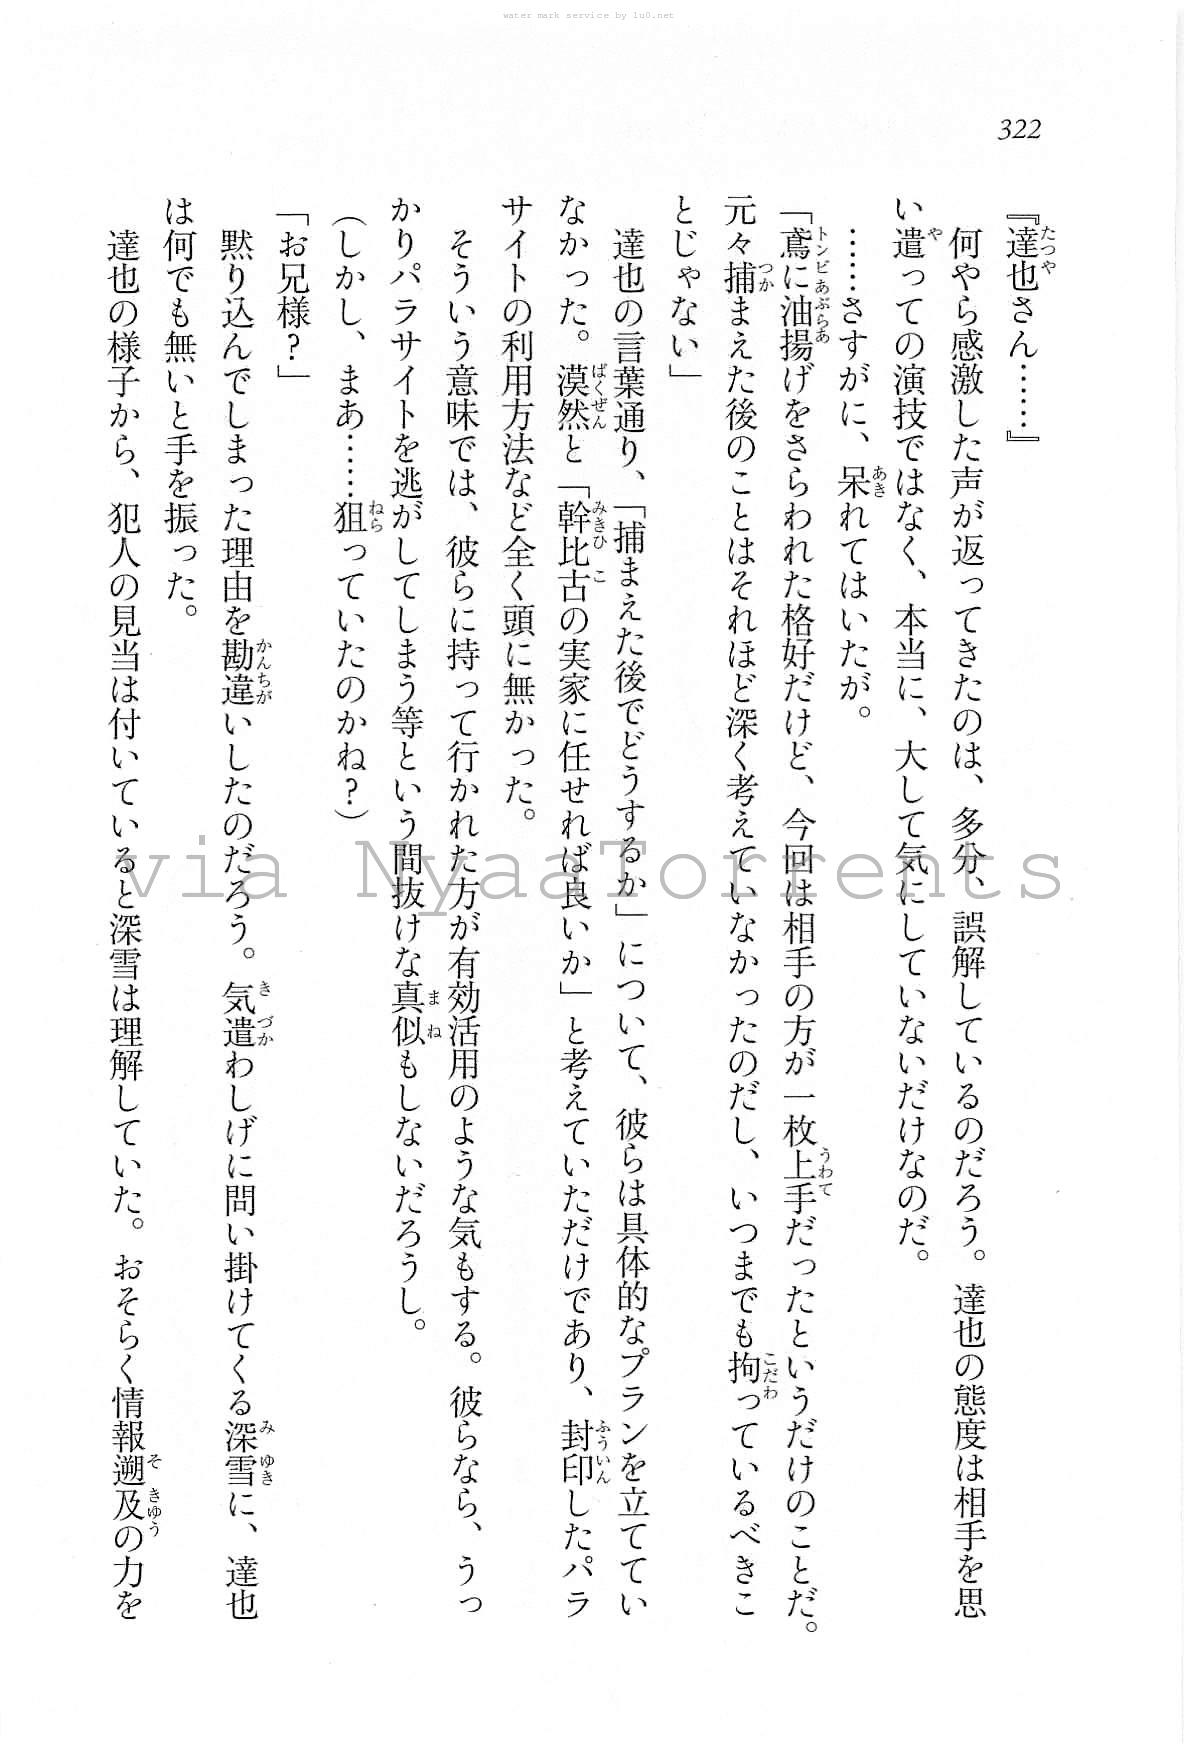 water mark service by lu0.net
322
『達也さん……』
何やら感激した声が返ってきたのは、多分、誤解しているのだろう。達也の態度は相手を思
い遣っての演技ではなく、本当に、大して気にしていないだけなのだ。
……さすがに、呆れてはいたが。
「鳶に油揚げをさらわれた格好だけど、今回は相手の方が一枚上手だったというだけのことだ。
元々捕まえた後のことはそれほど深く考えていなかったのだし、いつまでも拘っているべきこ
とじゃない」
達也の言葉通り、「捕まえた後でどうするか」について、彼らは具体的なプランを立ててい
なかった。漠然と「幹比古の実家に任せれば良いか」と考えていただけであり、封印したパラ
サイトの利用方法など全く頭に無かった。
そういう意味では、彼らに持って行かれた方が有効活用のような気もする。彼らなら、うっ
かりパラサイトを逃がしてしまう等という間抜けな真似もしないだろうし。
（しかし、まあ……狙っていたのかね？）
「お兄様？」
黙り込んでしまった理由を勘違いしたのだろう。気遣わしげに問い掛けてくる深雪に、達也
は何でも無いと手を振った。
達也の様子から、犯人の見当は付いていると深雪は理解していた。おそらく情報遡及の力を
via NyaaTorrents